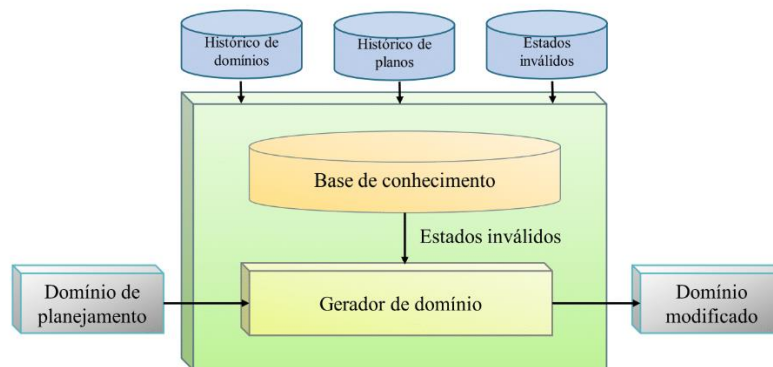 Histórico de
domínios
Histórico de
planos
Estados
inválidos
Base de conhecimento
Estados inválidos
Domínio de
planejamento
Gerador de domínio
Domínio
modificado